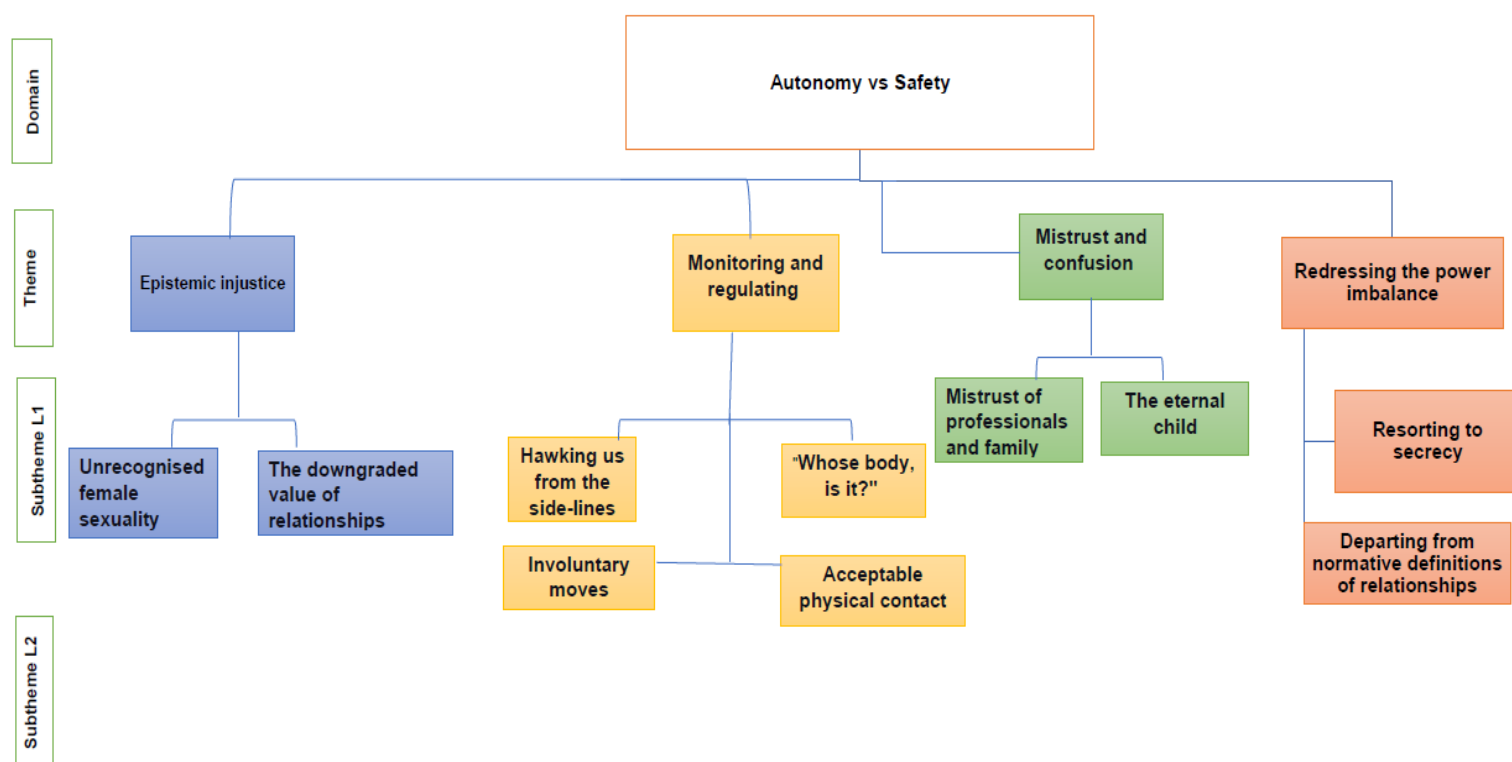 Domain
Autonomy vs Safety
Theme
Epistemic injustice
Monitoring and
regulating
Mistrust and
confusion
Redressing the power
imbalance
Subtheme L1
Unrecognised
female
sexuality
The downgraded
value of
relationships
Hawking us
from the
side-lines
"Whose body,
is it?"
Involuntary
moves
Acceptable
physical contact
Mistrust of
professionals
and family
The eternal
child
Resorting to
secrecy
Departing from
normative definitions
of relationships
Subtheme L2